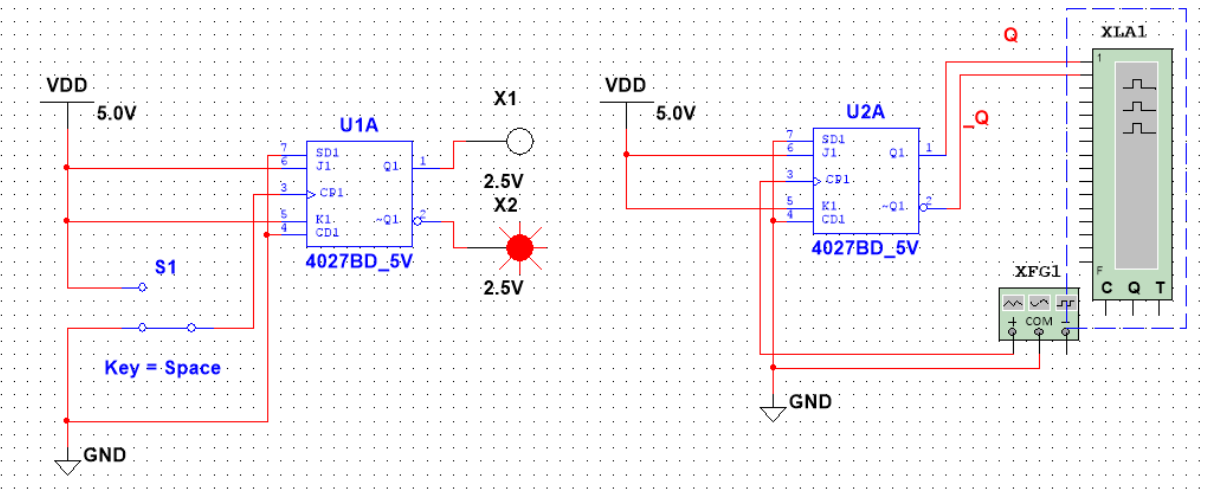 VDD
5.0V
U1A
7 SD1
6 J1
Q1 1
3 CP1
5 K1
~Q1 2
4 CD1
4027BD_5V
X1
2.5V
X2
2.5V
S1
Key = Space
GND
VDD
5.0V
U2A
7 SD1
6 J1
Q1 1
3 CP1
5 K1
~Q1 2
4 CD1
4027BD_5V
Q
_Q
XLA1
1
F
C Q T
XFG1
+ COM −
GND